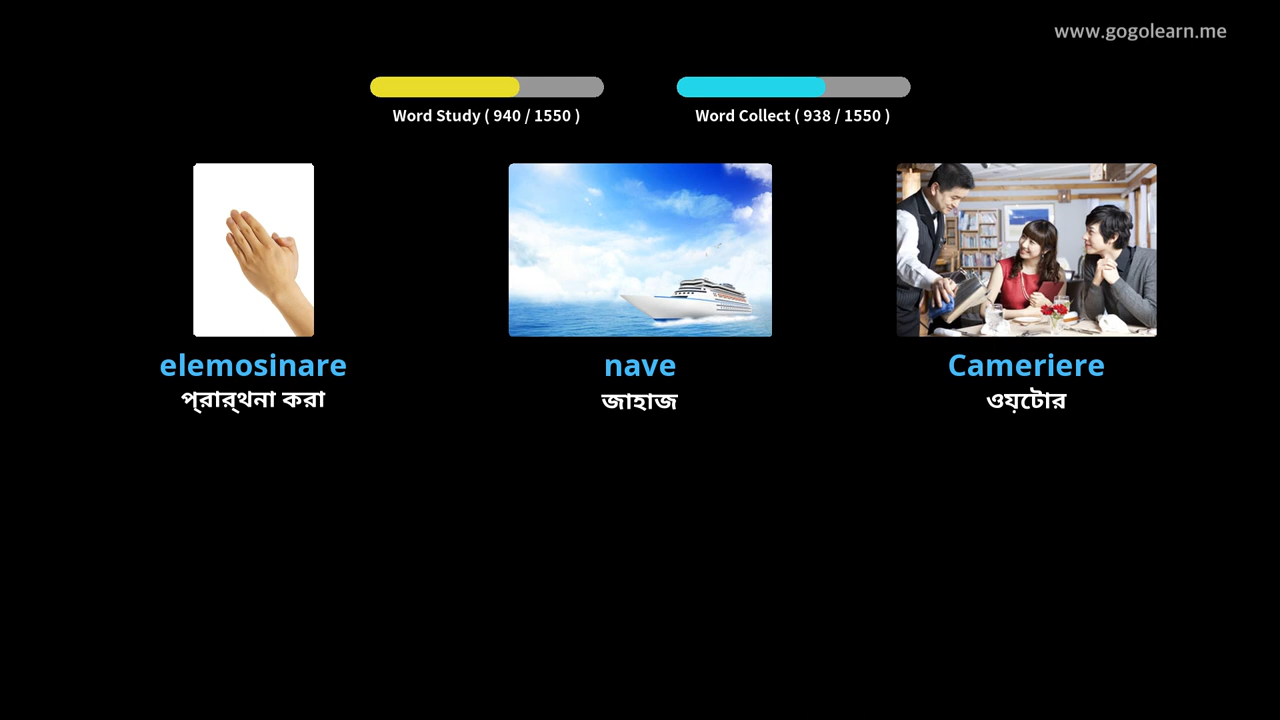 www.gogolearn.me
Word Study ( 940 / 1550 )
Word Collect ( 938 / 1550 )
elemosinare
nave
Cameriere
প্রার্থনা করা
জাহাজ
ওয়টোর